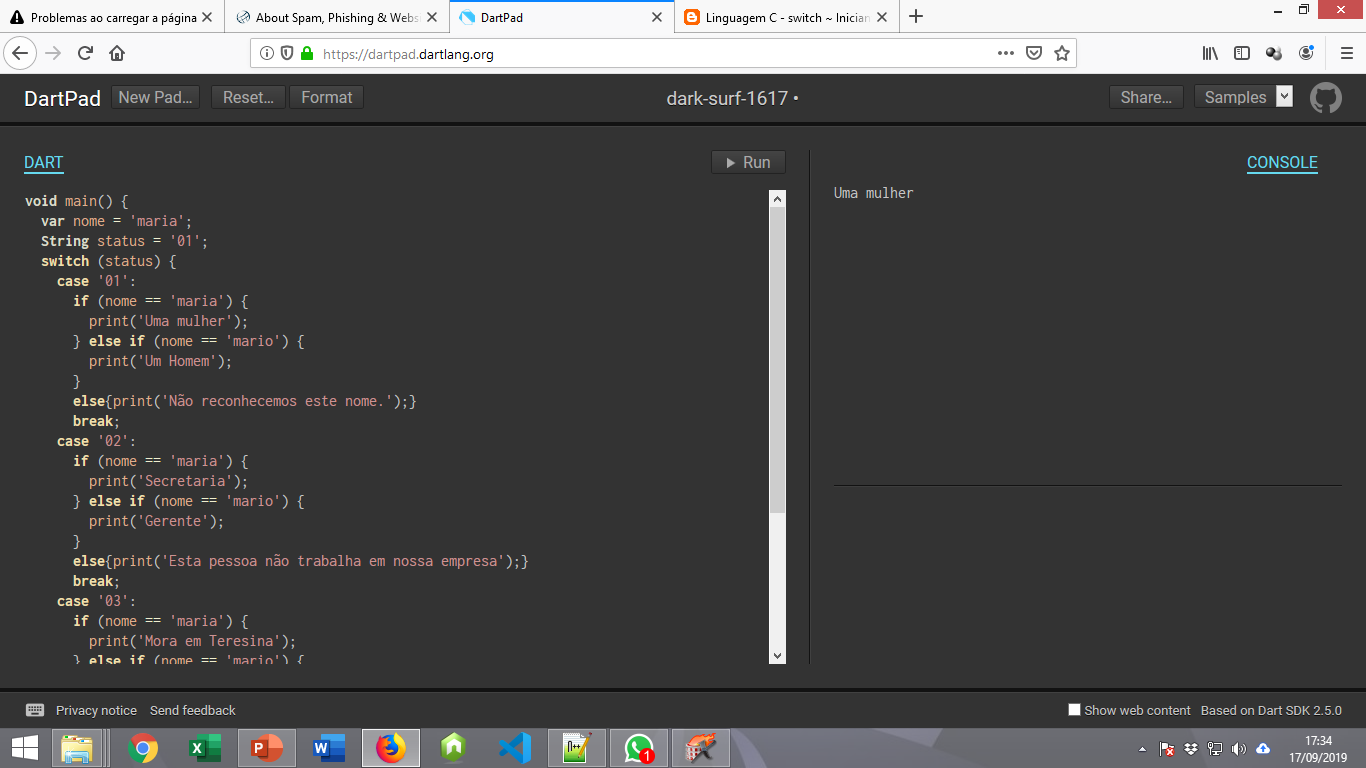 Problemas ao carregar a página
About Spam, Phishing & Webs
DartPad
Linguagem C - switch ~ Inician
https://dartpad.dartlang.org
DartPad
New Pad...
Reset...
Format
dark-surf-1617 •
Share...
Samples
DART
Run
CONSOLE
void main() {
  var nome = 'maria';
  String status = '01';
  switch (status) {
    case '01':
      if (nome == 'maria') {
        print('Uma mulher');
      } else if (nome == 'mario') {
        print('Um Homem');
      }
      else{print('Não reconhecemos este nome.');}
      break;
    case '02':
      if (nome == 'maria') {
        print('Secretaria');
      } else if (nome == 'mario') {
        print('Gerente');
      }
      else{print('Esta pessoa não trabalha em nossa empresa');}
      break;
    case '03':
      if (nome == 'maria') {
        print('Mora em Teresina');
      } else if (nome == 'mario') {
Uma mulher
Privacy notice
Send feedback
Show web content
Based on Dart SDK 2.5.0
17:34
17/09/2019